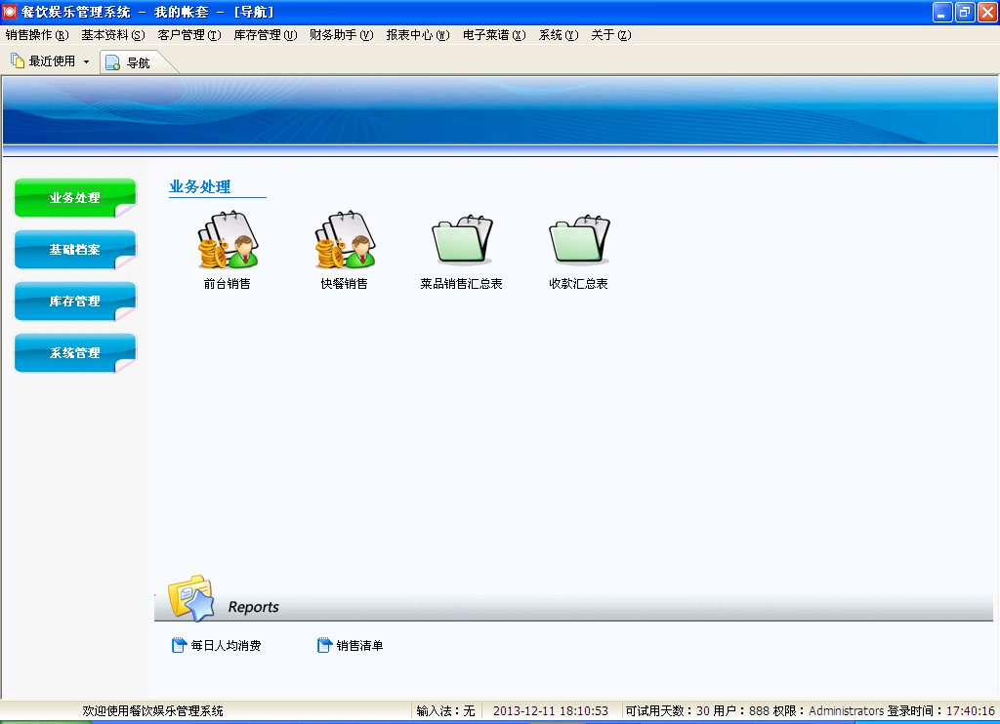 餐饮娱乐管理系统 - 我的帐套 - [导航]
销售操作(R) 基本资料(S) 客户管理(T) 库存管理(U) 财务助手(V) 报表中心(W) 电子菜谱(X) 系统(Y) 关于(Z)
最近使用 导航
业务处理
基础档案
库存管理
系统管理
业务处理
前台销售 快餐销售 菜品销售汇总表 收款汇总表
Reports
每日人均消费 销售清单
欢迎使用餐饮娱乐管理系统 输入法：无 2013-12-11 18:10:53 可试用天数：30 用户：888 权限：Administrators 登录时间：17:40:16